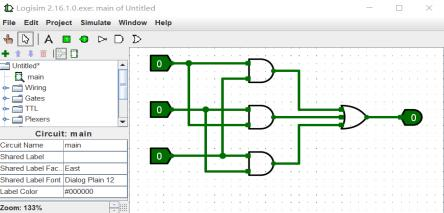 Logisim 2.16.1.0.exe: main of Untitled
File Edit Project Simulate Window Help
A
Untitled*
main
Wiring
Gates
TTL
Plexers
Circuit: main
Circuit Name main
Shared Label
Shared Label Fac East
Shared Label Font Dialog Plain 12
Label Color #000000
Zoom: 133%
0
0
0
0